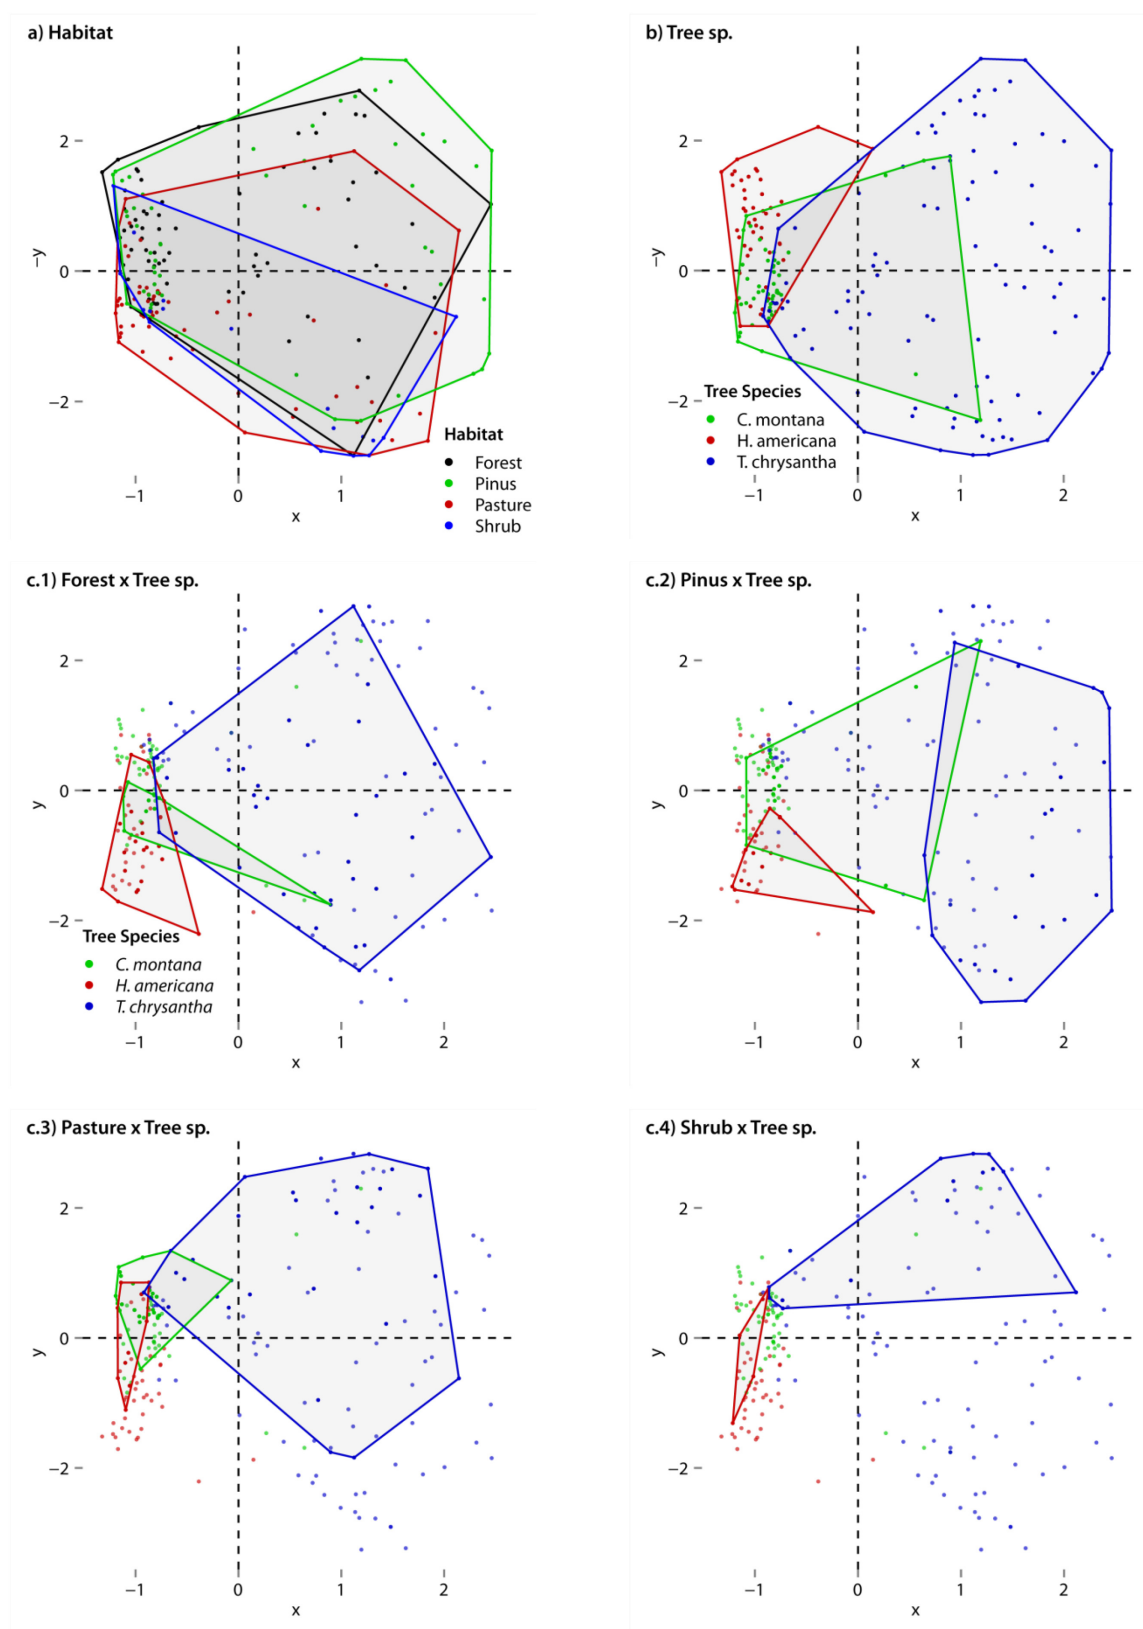 a) Habitat
2
0
−2
−y
−1
0
1
x
Habitat
Forest
Pinus
Pasture
Shrub
b) Tree sp.
2
0
−2
−y
−1
0
1
2
x
Tree Species
C. montana
H. americana
T. chrysantha
c.1) Forest x Tree sp.
2
0
−2
y
−1
0
1
2
x
Tree Species
C. montana
H. americana
T. chrysantha
c.2) Pinus x Tree sp.
2
0
−2
y
−1
0
1
2
x
c.3) Pasture x Tree sp.
2
0
−2
y
−1
0
1
2
x
c.4) Shrub x Tree sp.
2
0
−2
y
−1
0
1
2
x